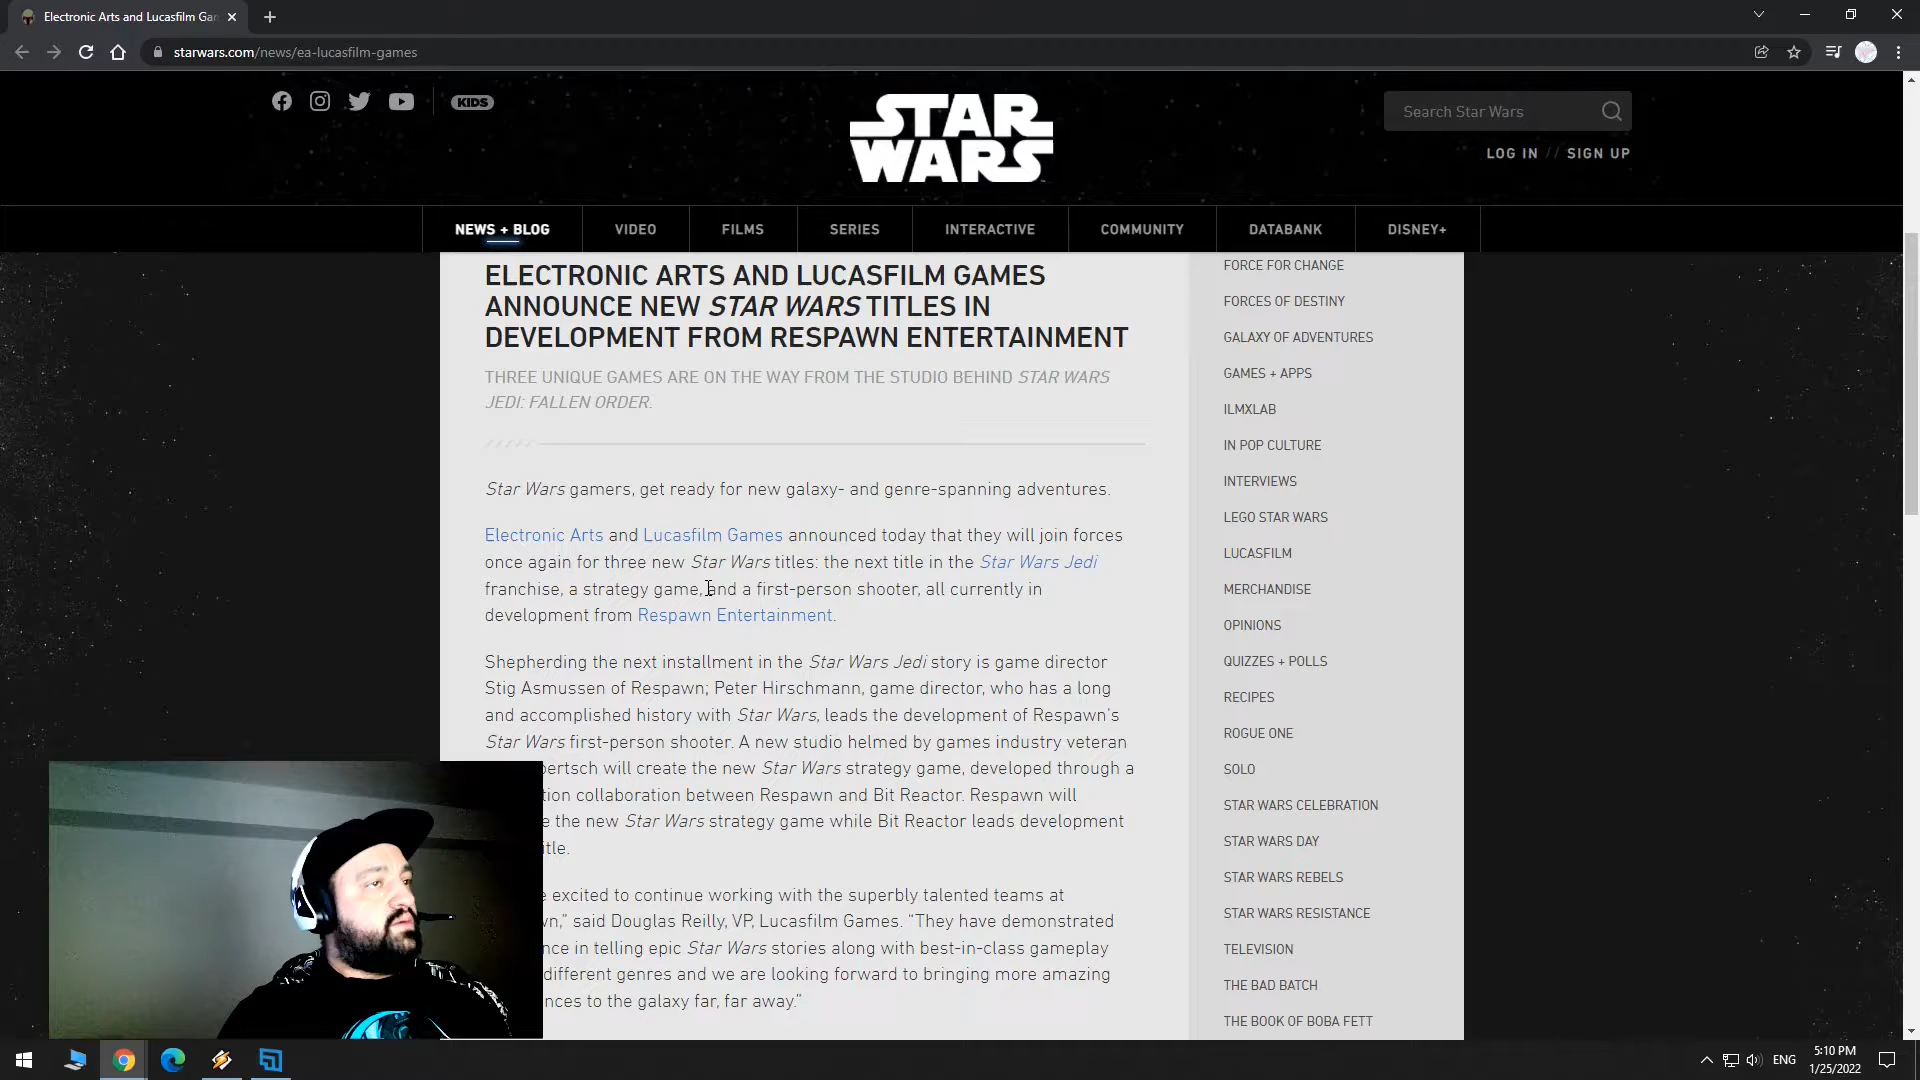 Electronic Arts and Lucasfilm Gar
starwars.com/news/ea-lucasfilm-games
KIDS
STAR
WARS
Search Star Wars
LOG IN // SIGN UP
NEWS + BLOG
VIDEO
FILMS
SERIES
INTERACTIVE
COMMUNITY
DATABANK
DISNEY+
ELECTRONIC ARTS AND LUCASFILM GAMES
ANNOUNCE NEW STAR WARS TITLES IN
DEVELOPMENT FROM RESPAWN ENTERTAINMENT
THREE UNIQUE GAMES ARE ON THE WAY FROM THE STUDIO BEHIND STAR WARS
JEDI: FALLEN ORDER.
Star Wars gamers, get ready for new galaxy- and genre-spanning adventures.
Electronic Arts and Lucasfilm Games announced today that they will join forces
once again for three new Star Wars titles: the next title in the Star Wars Jedi
franchise, a strategy game, and a first-person shooter, all currently in
development from Respawn Entertainment.
Shepherding the next installment in the Star Wars Jedi story is game director
Stig Asmussen of Respawn; Peter Hirschmann, game director, who has a long
and accomplished history with Star Wars, leads the development of Respawn's
Star Wars first-person shooter. A new studio helmed by games industry veteran
bertsch will create the new Star Wars strategy game, developed through a
tion collaboration between Respawn and Bit Reactor. Respawn will
e the new Star Wars strategy game while Bit Reactor leads development
itle.
e excited to continue working with the superbly talented teams at
wn,” said Douglas Reilly, VP, Lucasfilm Games. “They have demonstrated
nce in telling epic Star Wars stories along with best-in-class gameplay
different genres and we are looking forward to bringing more amazing
nces to the galaxy far, far away.”
FORCE FOR CHANGE
FORCES OF DESTINY
GALAXY OF ADVENTURES
GAMES + APPS
ILMXLAB
IN POP CULTURE
INTERVIEWS
LEGO STAR WARS
LUCASFILM
MERCHANDISE
OPINIONS
QUIZZES + POLLS
RECIPES
ROGUE ONE
SOLO
STAR WARS CELEBRATION
STAR WARS DAY
STAR WARS REBELS
STAR WARS RESISTANCE
TELEVISION
THE BAD BATCH
THE BOOK OF BOBA FETT
ENG
5:10 PM
1/25/2022